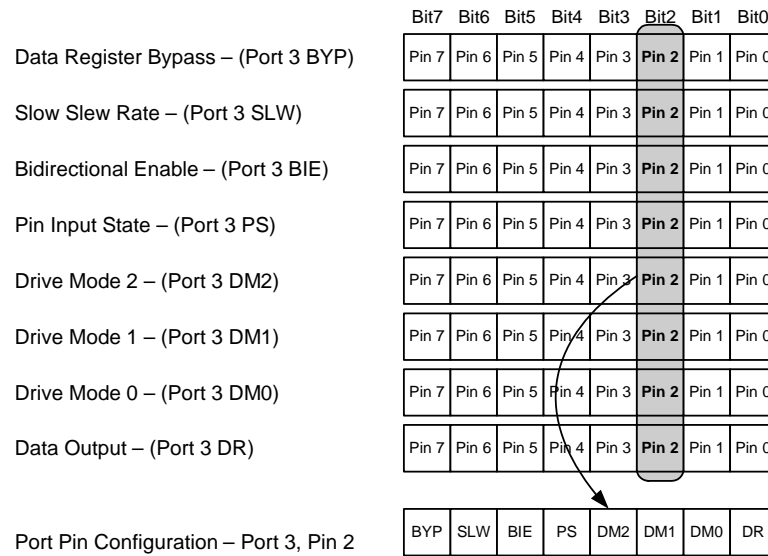 Bit7 Bit6 Bit5 Bit4 Bit3 Bit2 Bit1 Bit0
Data Register Bypass – (Port 3 BYP) Pin 7 Pin 6 Pin 5 Pin 4 Pin 3 Pin 2 Pin 1 Pin 0
Slow Slew Rate – (Port 3 SLW) Pin 7 Pin 6 Pin 5 Pin 4 Pin 3 Pin 2 Pin 1 Pin 0
Bidirectional Enable – (Port 3 BIE) Pin 7 Pin 6 Pin 5 Pin 4 Pin 3 Pin 2 Pin 1 Pin 0
Pin Input State – (Port 3 PS) Pin 7 Pin 6 Pin 5 Pin 4 Pin 3 Pin 2 Pin 1 Pin 0
Drive Mode 2 – (Port 3 DM2) Pin 7 Pin 6 Pin 5 Pin 4 Pin 3 Pin 2 Pin 1 Pin 0
Drive Mode 1 – (Port 3 DM1) Pin 7 Pin 6 Pin 5 Pin 4 Pin 3 Pin 2 Pin 1 Pin 0
Drive Mode 0 – (Port 3 DM0) Pin 7 Pin 6 Pin 5 Pin 4 Pin 3 Pin 2 Pin 1 Pin 0
Data Output – (Port 3 DR) Pin 7 Pin 6 Pin 5 Pin 4 Pin 3 Pin 2 Pin 1 Pin 0
Port Pin Configuration – Port 3, Pin 2 BYP SLW BIE PS DM2 DM1 DM0 DR